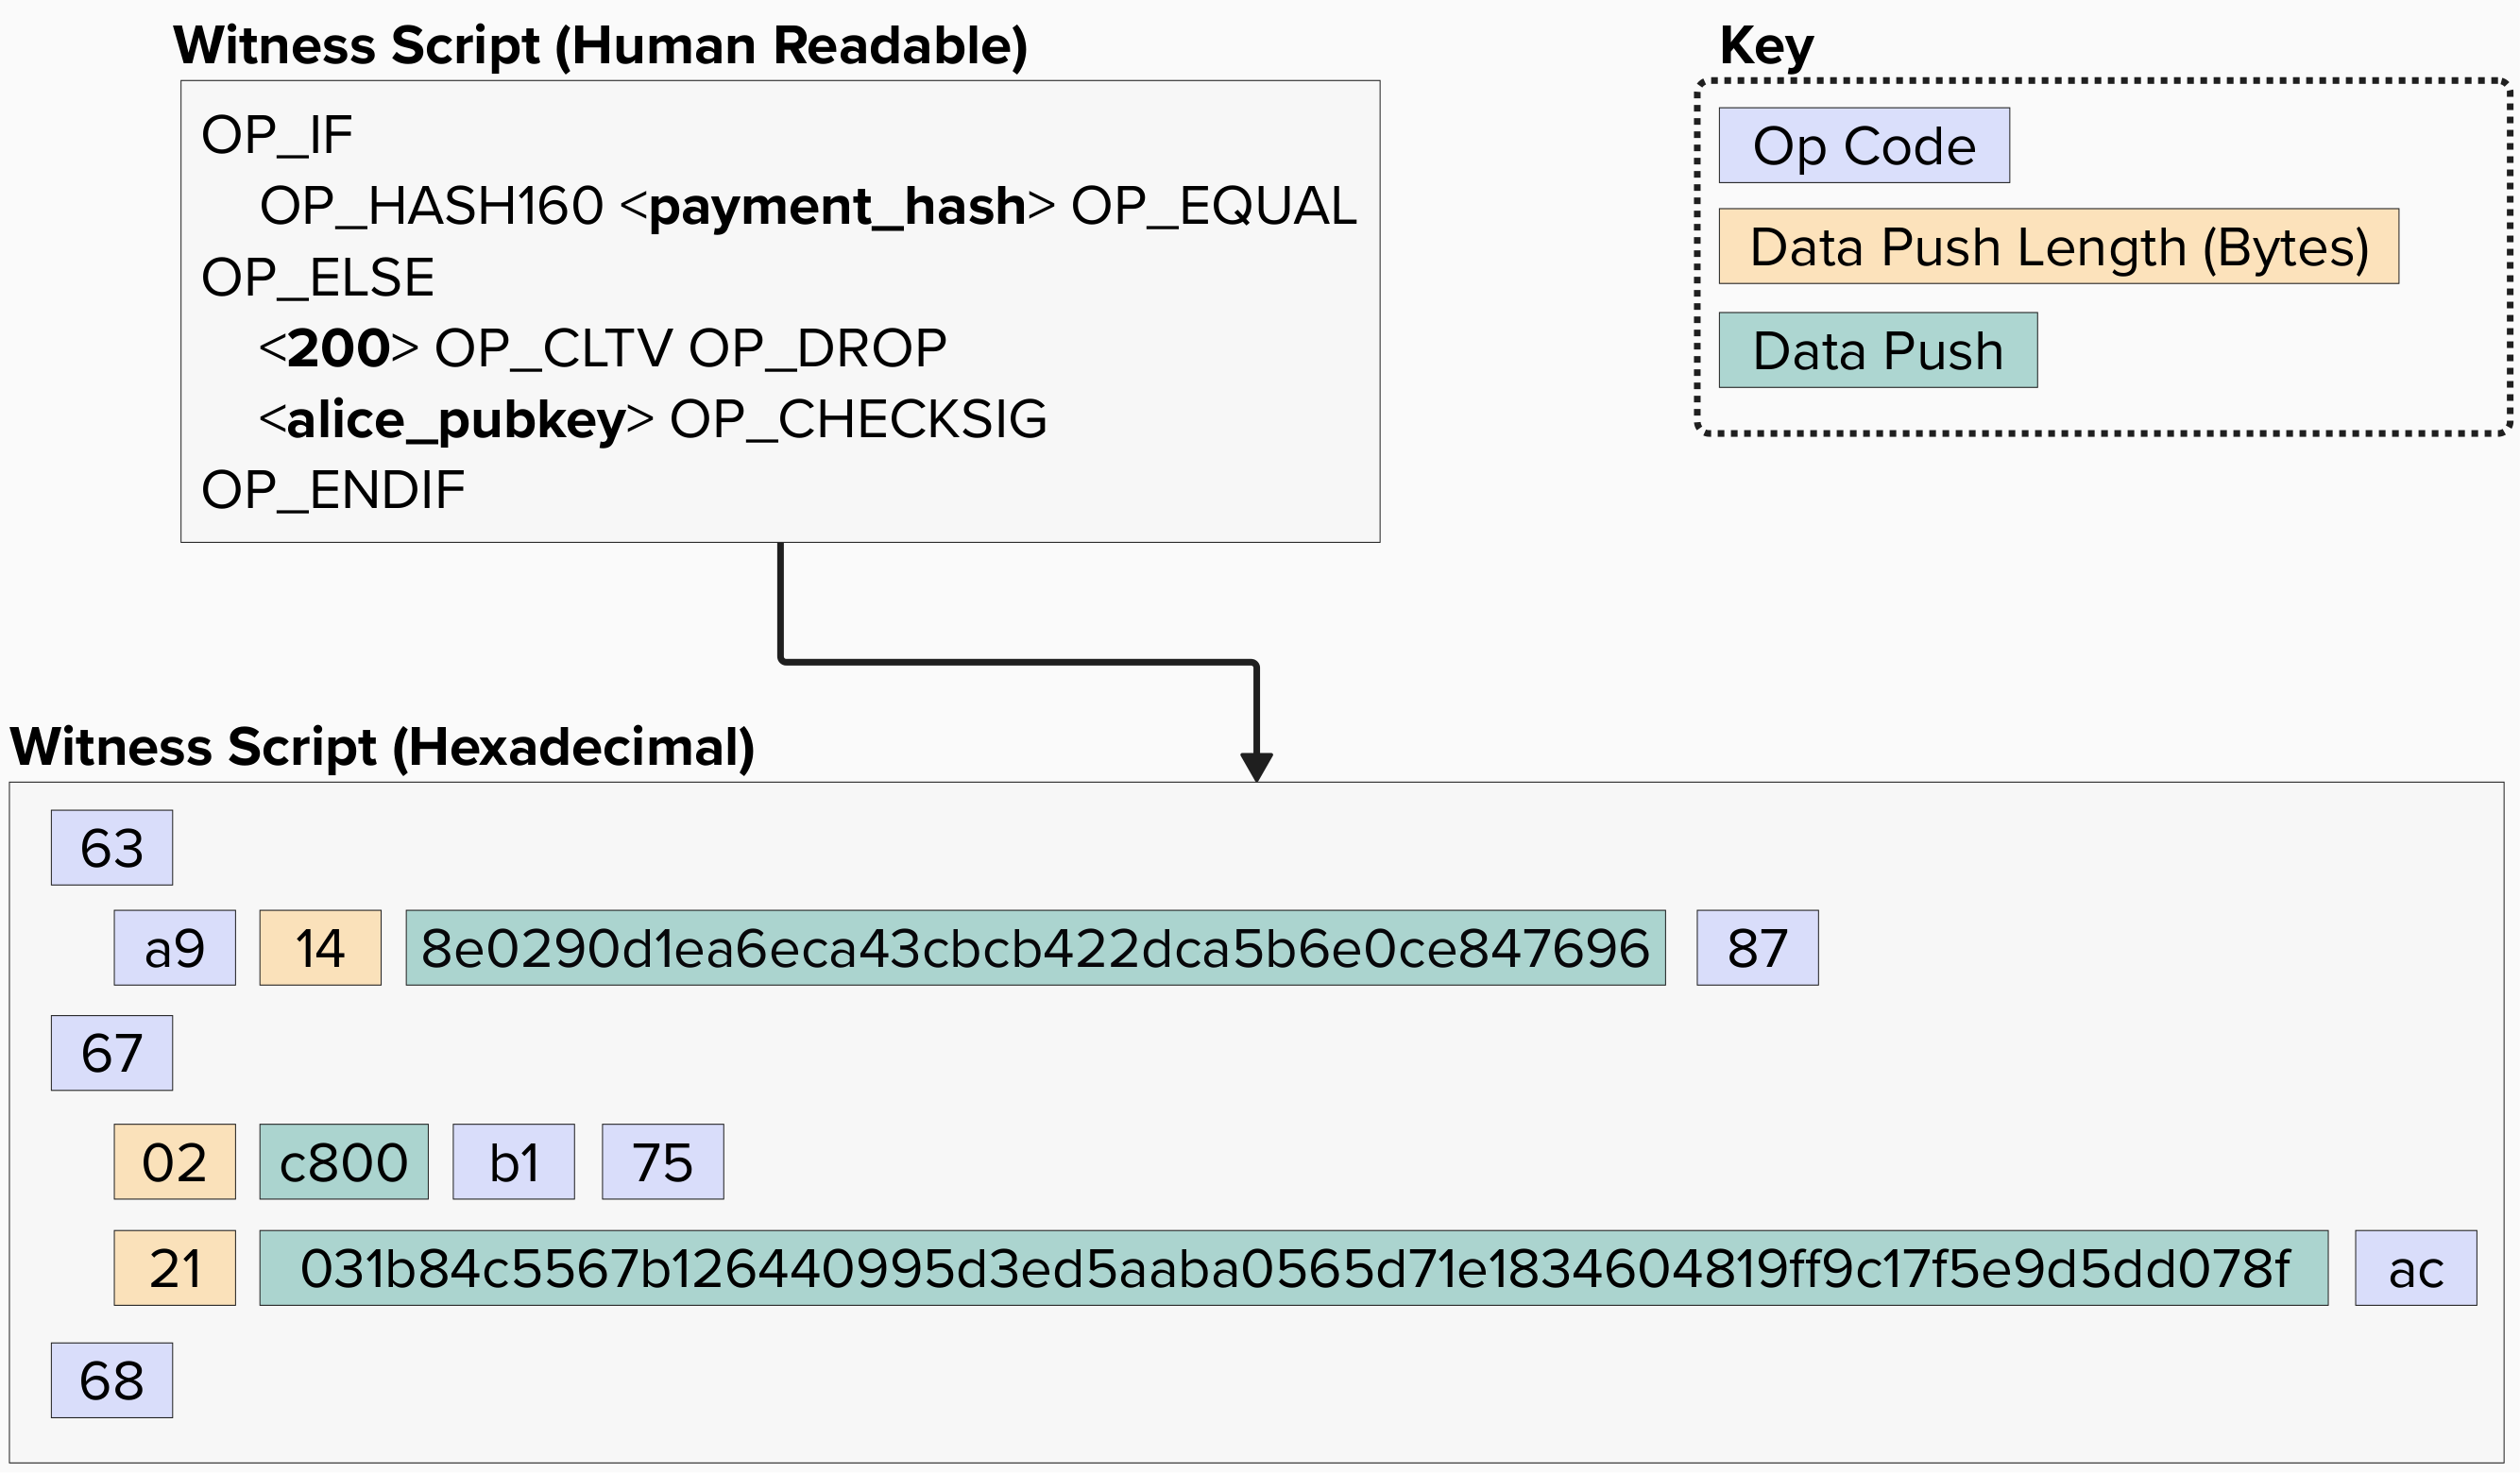 Witness Script (Human Readable)
OP_IF
OP_HASH160 <payment_hash> OP_EQUAL
OP_ELSE
<200> OP_CLTV OP_DROP
<alice_pubkey> OP_CHECKSIG
OP_ENDIF
Key
Op Code
Data Push Length (Bytes)
Data Push
Witness Script (Hexadecimal)
63
a9 14 8e0290d1ea6eca43cbcb422dca5b6e0ce847696 87
67
02 c800 b1 75
21 031b84c5567b126440995d3ed5aaba0565d71e1834604819ff9c17f5e9d5dd078f ac
68